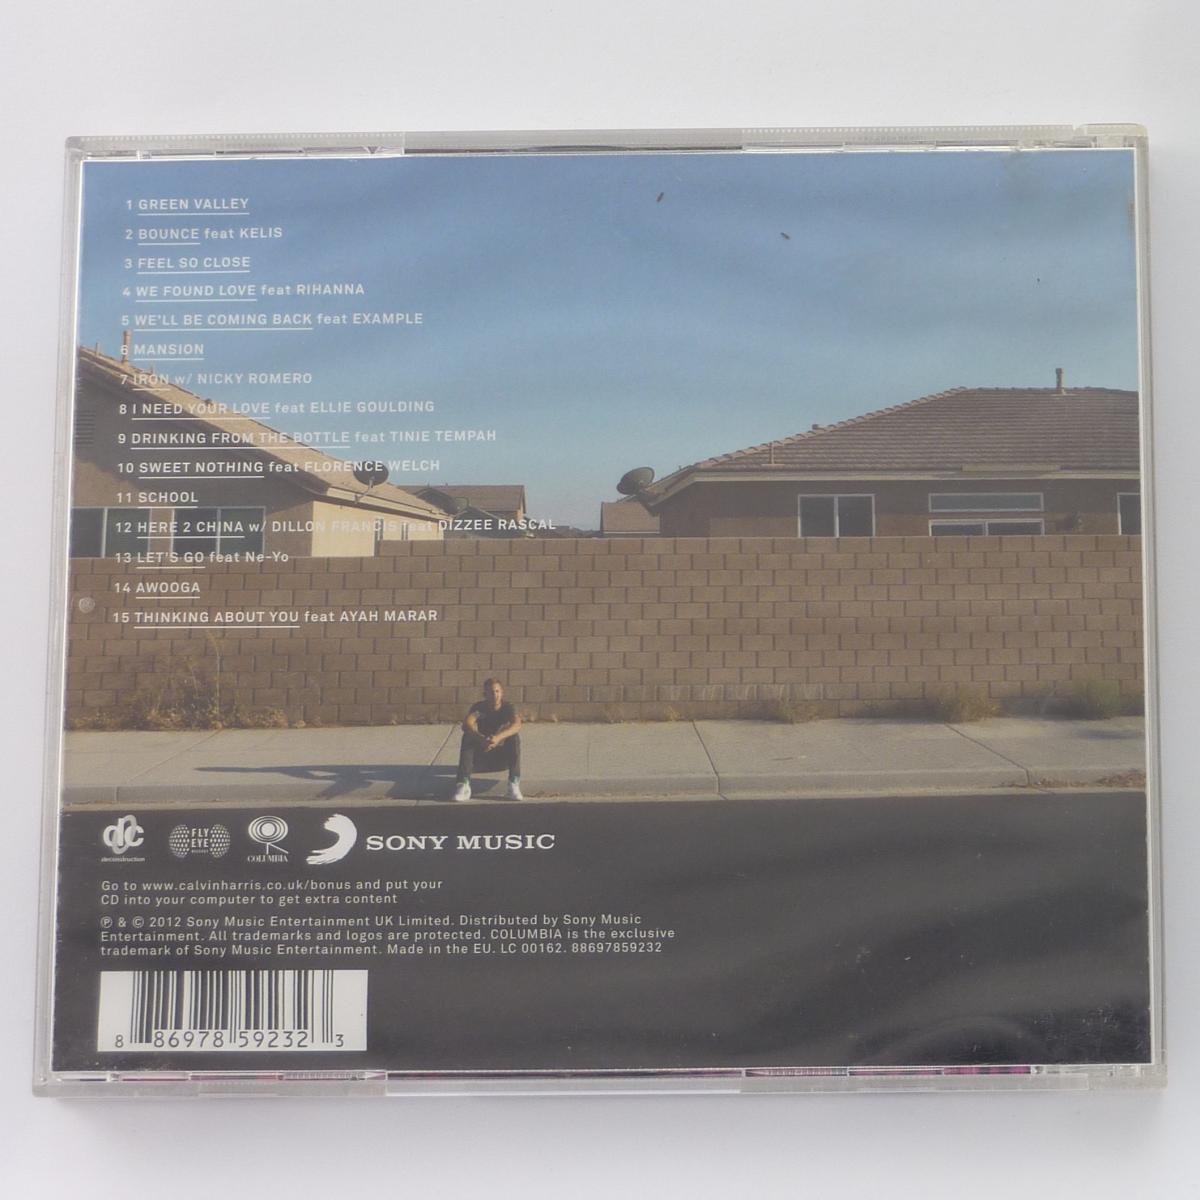 1 GREEN VALLEY
2 BOUNCE feat KELIS
3 FEEL SO CLOSE
4 WE FOUND LOVE feat RIHANNA
5 WE'LL BE COMING BACK feat EXAMPLE
6 MANSION
7 IRON w/ NICKY ROMERO
8 I NEED YOUR LOVE feat ELLIE GOULDING
9 DRINKING FROM THE BOTTLE feat TINIE TEMPAH
10 SWEET NOTHING feat FLORENCE WELCH
11 SCHOOL
12 HERE 2 CHINA w/ DILLON FRANCIS feat DIZZEE RASCAL
13 LET'S GO feat Ne-Yo
14 AWOOGA
15 THINKING ABOUT YOU feat AYAH MARAR
dnc
deconstruction
FLY
EYE
RECORDS
COLUMBIA
SONY MUSIC
Go to www.calvinharris.co.uk/bonus and put your
CD into your computer to get extra content
℗ & © 2012 Sony Music Entertainment UK Limited. Distributed by Sony Music
Entertainment. All trademarks and logos are protected. COLUMBIA is the exclusive
trademark of Sony Music Entertainment. Made in the EU. LC 00162. 88697859232
8 86978 59232 3